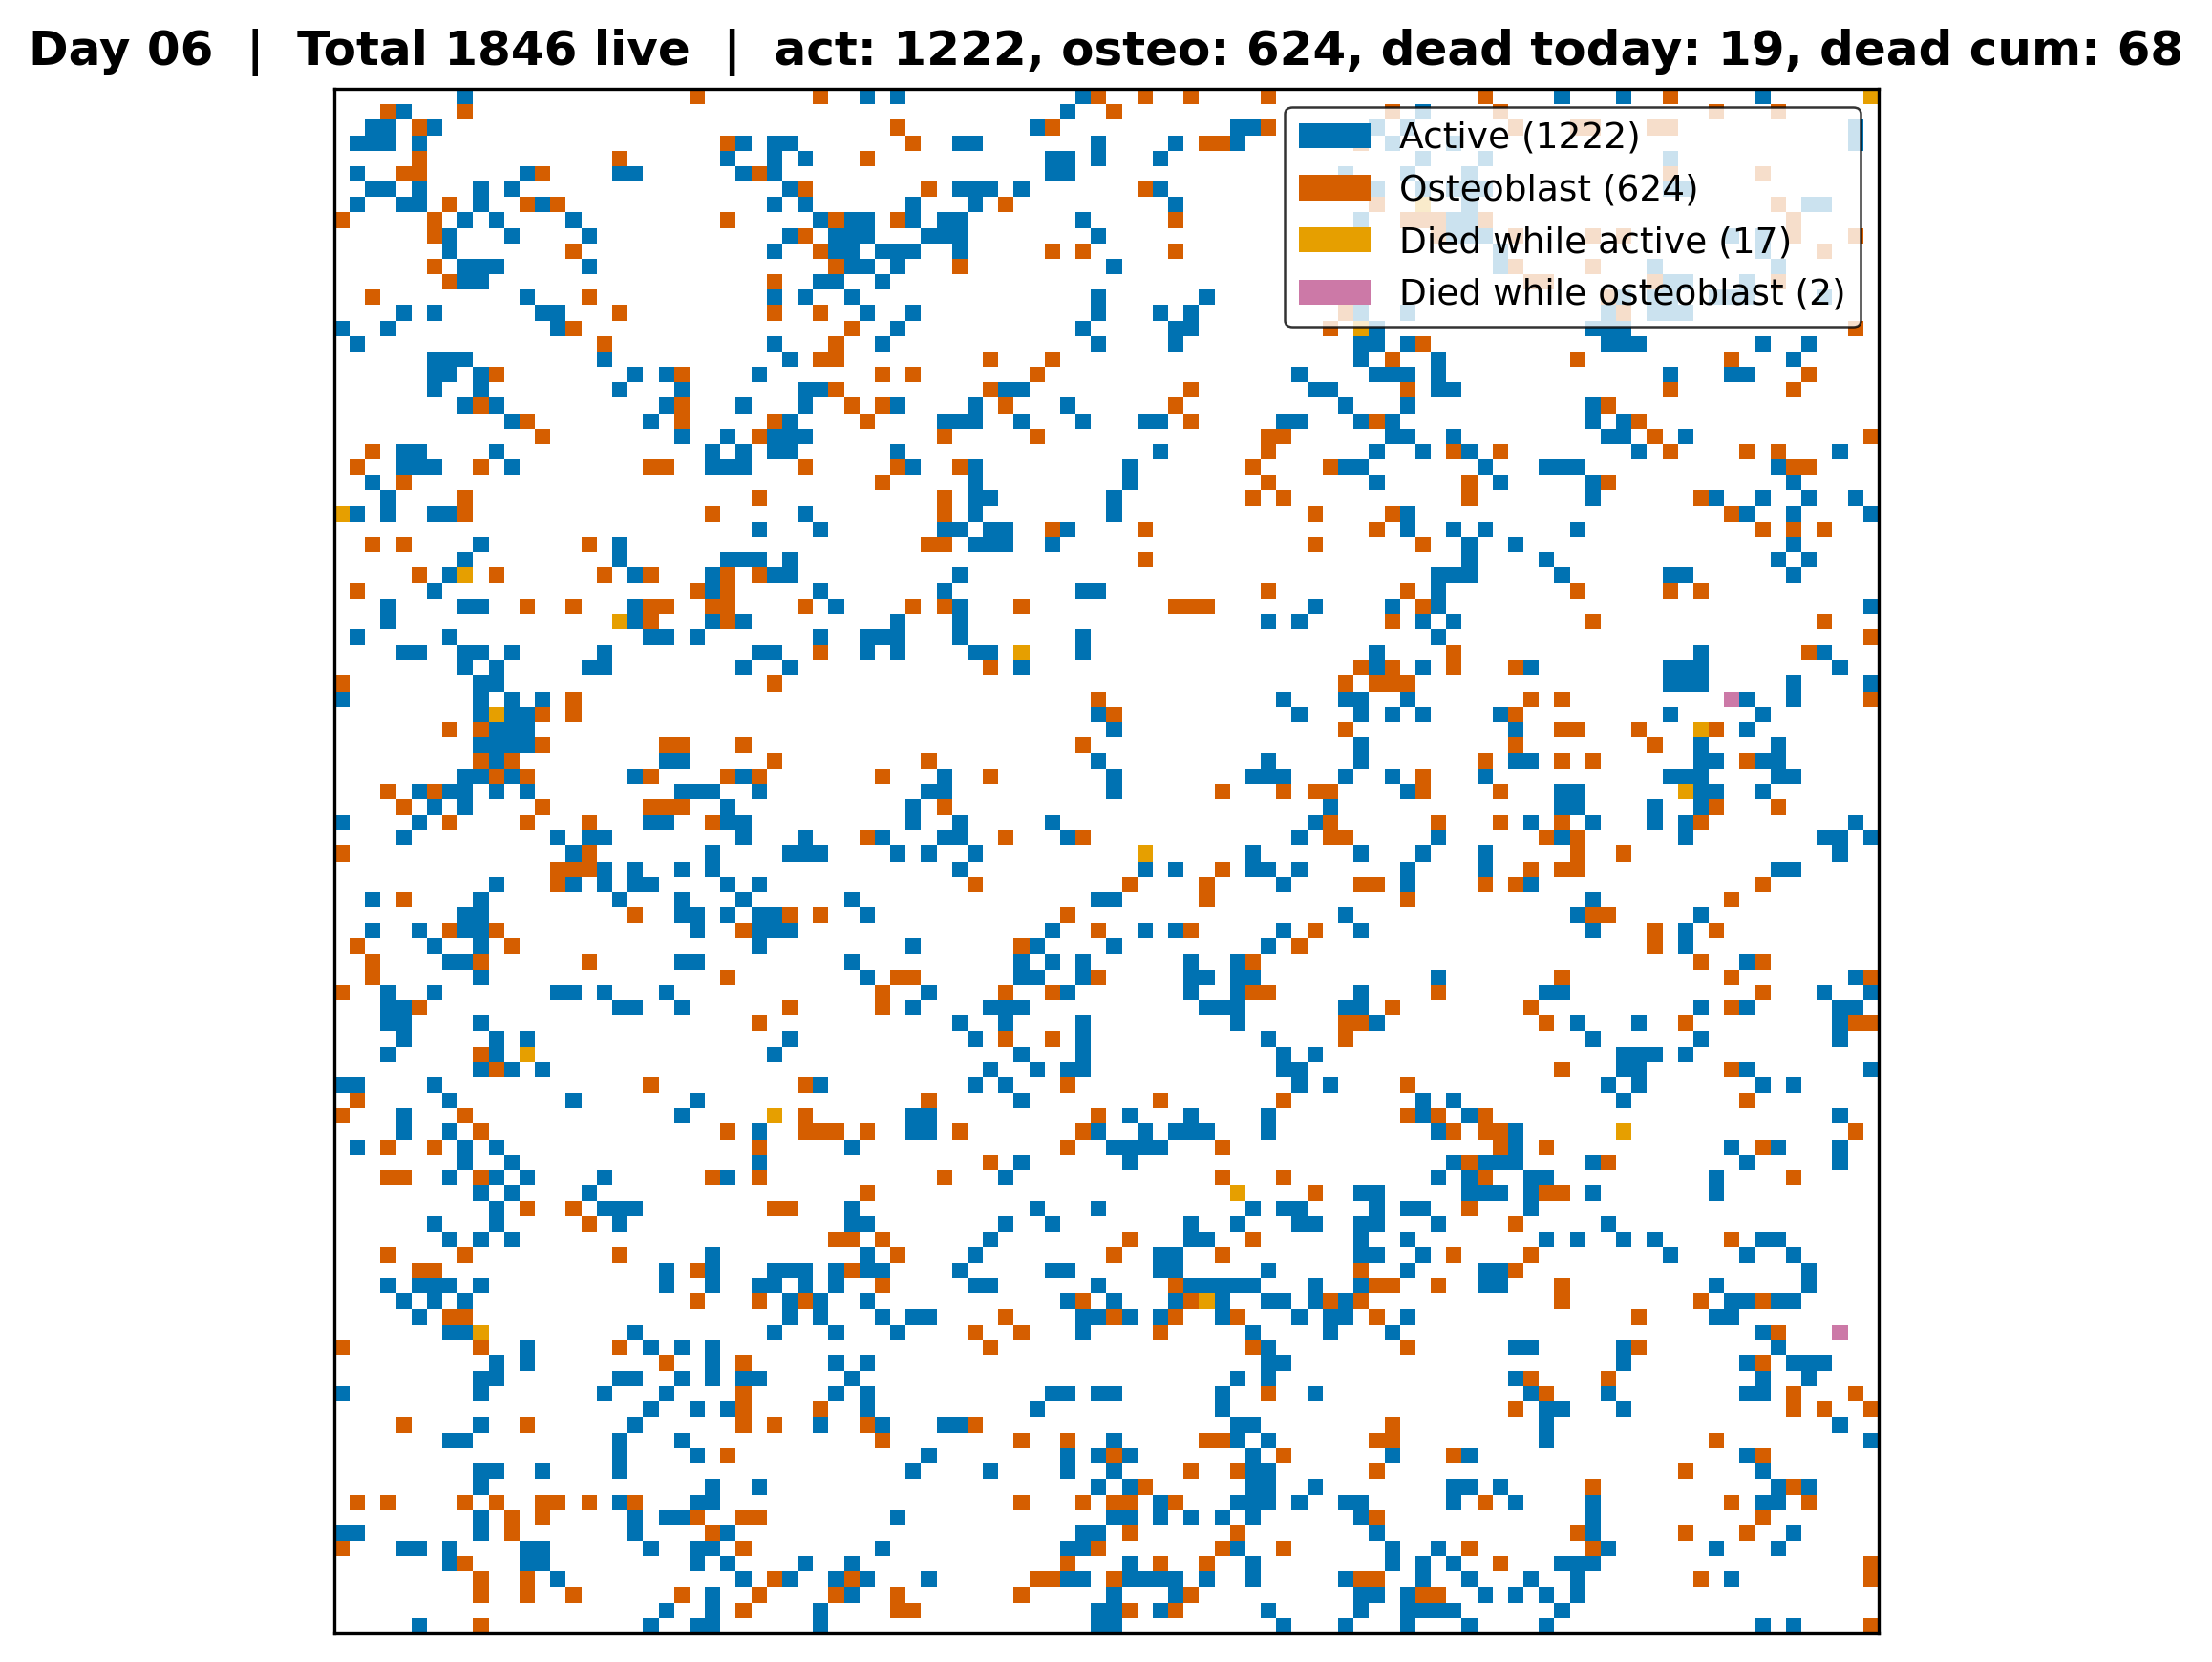 Day 06 | Total 1846 live | act: 1222, osteo: 624, dead today: 19, dead cum: 68
Active (1222)
Osteoblast (624)
Died while active (17)
Died while osteoblast (2)